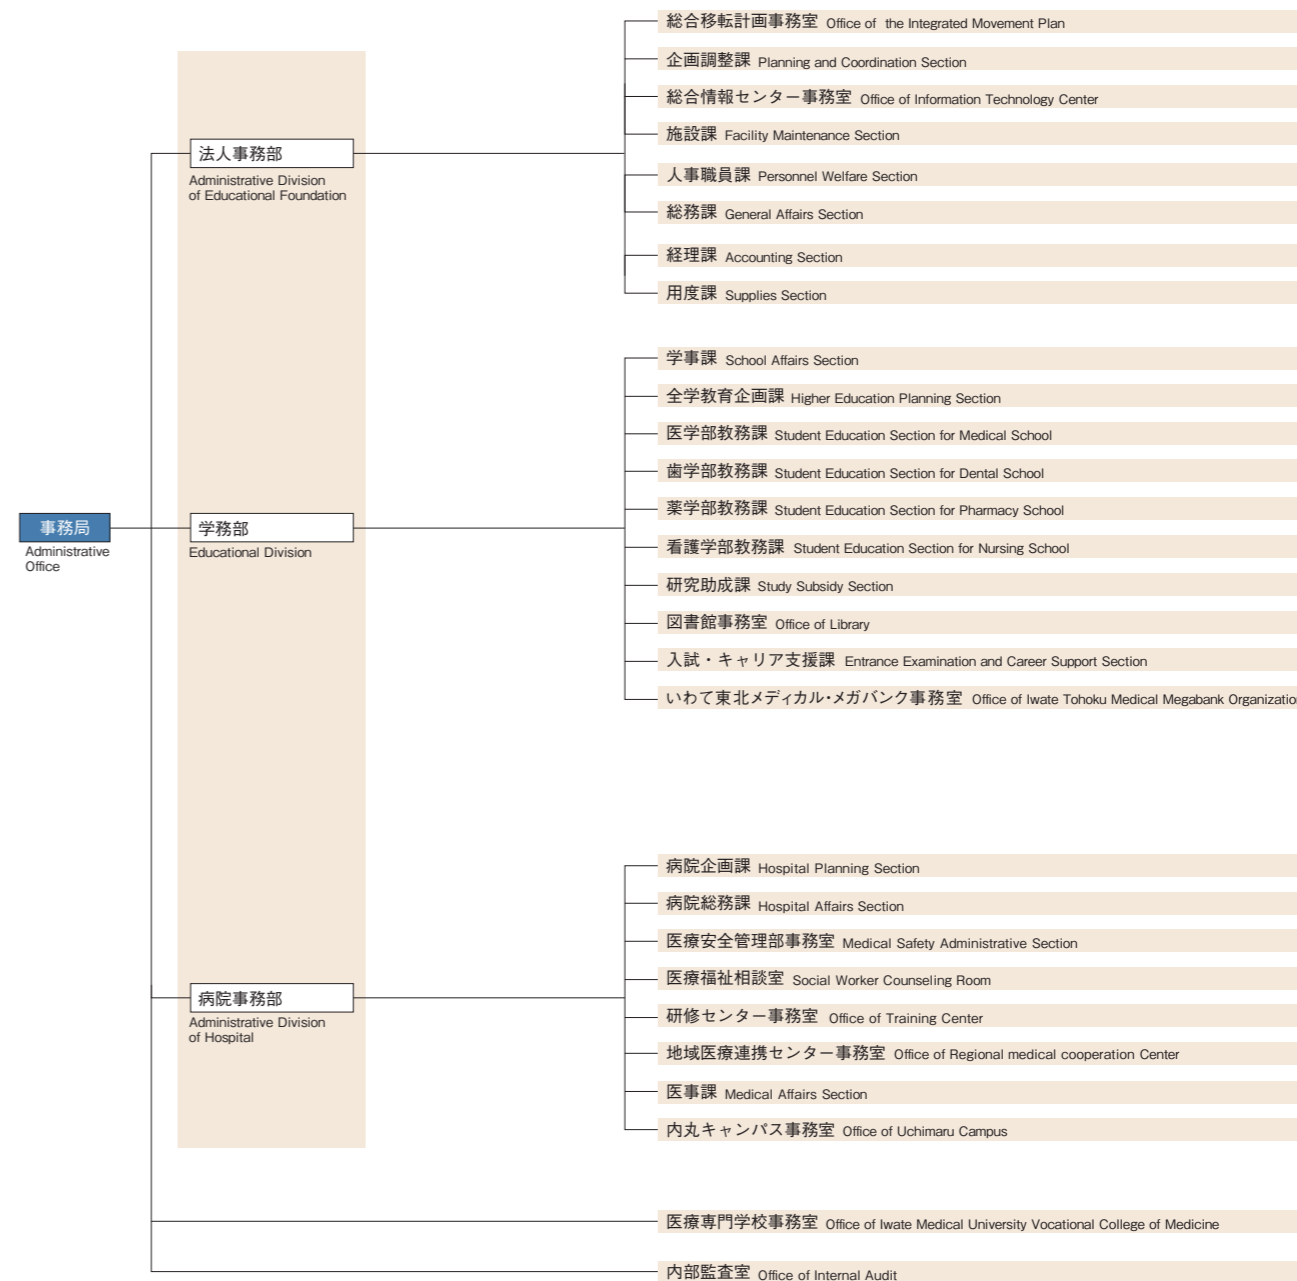 事務局
Administrative
Office
法人事務部
Administrative Division
of Educational Foundation
総合移転計画事務室 Office of the Integrated Movement Plan
企画調整課 Planning and Coordination Section
総合情報センター事務室 Office of Information Technology Center
施設課 Facility Maintenance Section
人事職員課 Personnel Welfare Section
総務課 General Affairs Section
経理課 Accounting Section
用度課 Supplies Section
学務部
Educational Division
学事課 School Affairs Section
全学教育企画課 Higher Education Planning Section
医学部教務課 Student Education Section for Medical School
歯学部教務課 Student Education Section for Dental School
薬学部教務課 Student Education Section for Pharmacy School
看護学部教務課 Student Education Section for Nursing School
研究助成課 Study Subsidy Section
図書館事務室 Office of Library
入試・キャリア支援課 Entrance Examination and Career Support Section
いわて東北メディカル・メガバンク事務室 Office of Iwate Tohoku Medical Megabank Organizatio
病院事務部
Administrative Division
of Hospital
病院企画課 Hospital Planning Section
病院総務課 Hospital Affairs Section
医療安全管理部事務室 Medical Safety Administrative Section
医療福祉相談室 Social Worker Counseling Room
研修センター事務室 Office of Training Center
地域医療連携センター事務室 Office of Regional medical cooperation Center
医事課 Medical Affairs Section
内丸キャンパス事務室 Office of Uchimaru Campus
医療専門学校事務室 Office of Iwate Medical University Vocational College of Medicine
内部監査室 Office of Internal Audit